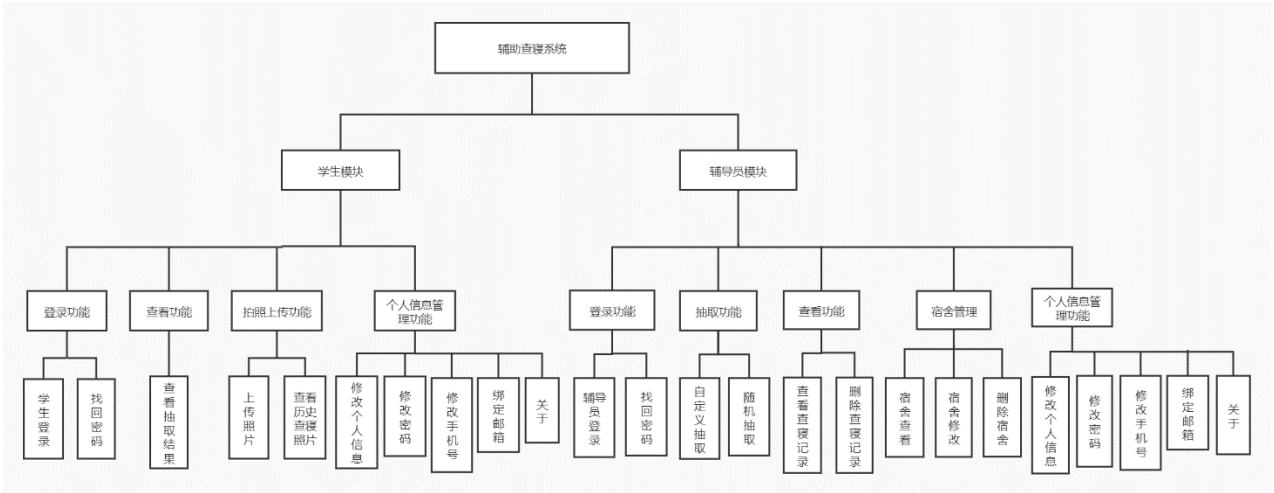 辅助查寝系统
学生模块
辅导员模块
登录功能
查看功能
拍照上传功能
个人信息管
理功能
登录功能
抽取功能
查看功能
宿舍管理
个人信息管
理功能
学生登录
找回密码
查看抽取结果
上传照片
查看历史查寝照片
修改个人信息
修改密码
修改手机号
绑定邮箱
关于
辅导员登录
找回密码
自定义抽取
随机抽取
查看查寝记录
删除查寝记录
宿舍查看
宿舍修改
删除宿舍
修改个人信息
修改密码
修改手机号
绑定邮箱
关于